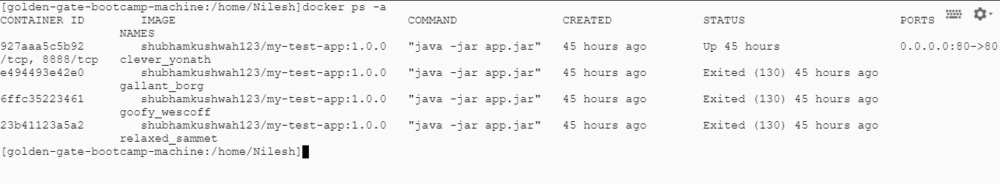 [golden-gate-bootcamp-machine:/home/Nilesh]docker ps -a
CONTAINER ID        IMAGE                              COMMAND               CREATED             STATUS                      PORTS
                 NAMES
927aaa5c5b92        shubhamkushwah123/my-test-app:1.0.0   "java -jar app.jar"   45 hours ago        Up 45 hours                 0.0.0.0:80->80
/tcp, 8888/tcp   clever_yonath
e494493e42e0        shubhamkushwah123/my-test-app:1.0.0   "java -jar app.jar"   45 hours ago        Exited (130) 45 hours ago
                 gallant_borg
6ffc35223461        shubhamkushwah123/my-test-app:1.0.0   "java -jar app.jar"   45 hours ago        Exited (130) 45 hours ago
                 goofy_wescoff
23b41123a5a2        shubhamkushwah123/my-test-app:1.0.0   "java -jar app.jar"   45 hours ago        Exited (130) 45 hours ago
                 relaxed_sammet
[golden-gate-bootcamp-machine:/home/Nilesh]